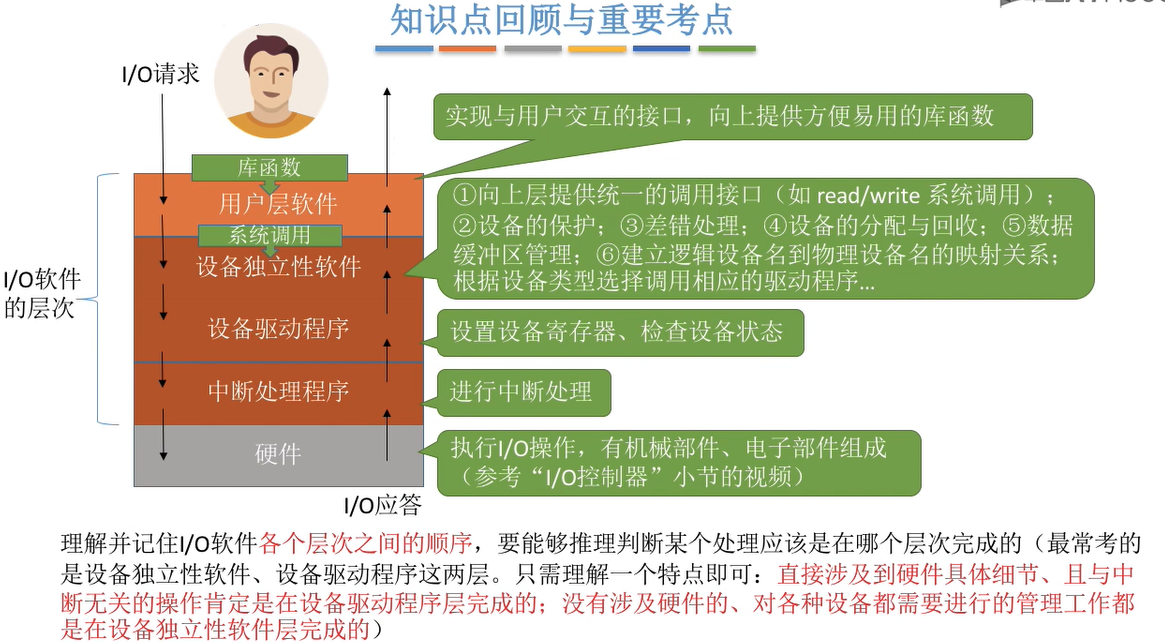 知识点回顾与重要考点
I/O请求
实现与用户交互的接口，向上提供方便易用的库函数
库函数
用户层软件
系统调用
设备独立性软件
①向上层提供统一的调用接口（如 read/write 系统调用）；
②设备的保护；③差错处理；④设备的分配与回收；⑤数据
缓冲区管理；⑥建立逻辑设备名到物理设备名的映射关系；
根据设备类型选择调用相应的驱动程序...
I/O软件
的层次
设备驱动程序
设置设备寄存器、检查设备状态
中断处理程序
进行中断处理
硬件
执行I/O操作，有机械部件、电子部件组成
（参考“I/O控制器”小节的视频）
I/O应答
理解并记住I/O软件各个层次之间的顺序，要能够推理判断某个处理应该是在哪个层次完成的（最常考的
是设备独立性软件、设备驱动程序这两层。只需理解一个特点即可：直接涉及到硬件具体细节、且与中
断无关的操作肯定是在设备驱动程序层完成的；没有涉及硬件的、对各种设备都需要进行的管理工作都
是在设备独立性软件层完成的）